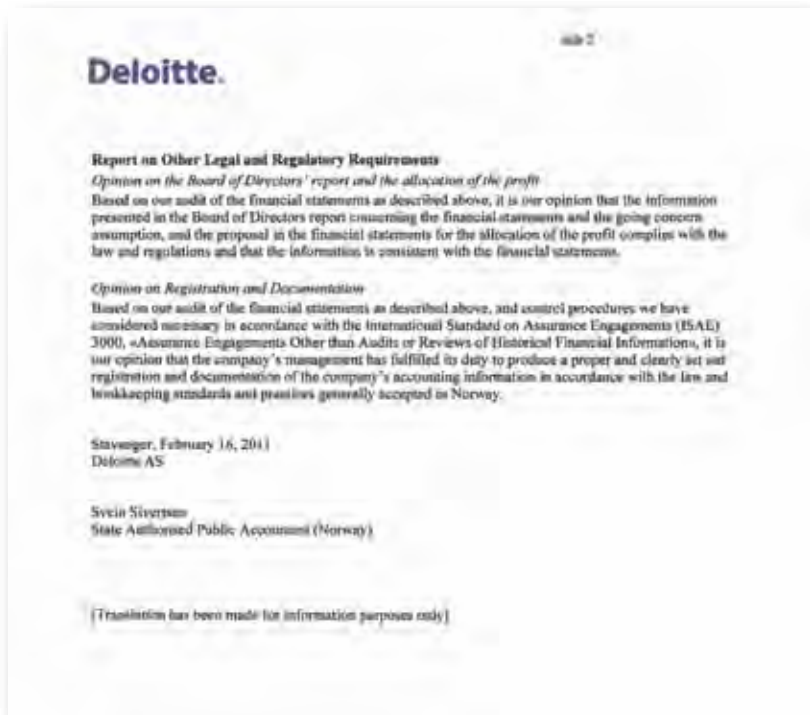 side 2
Deloitte.
Report on Other Legal and Regulatory Requirements
Opinion on the Board of Directors' report and the allocation of the profit
Based on our audit of the financial statements as described above, it is our opinion that the information
presented in the Board of Directors report concerning the financial statements and the going concern
assumption, and the proposal in the financial statements for the allocation of the profit complies with the
law and regulations and that the information is consistent with the financial statements.
Opinion on Registration and Documentation
Based on our audit of the financial statements as described above, and control procedures we have
considered necessary in accordance with the International Standard on Assurance Engagements (ISAE)
3000, «Assurance Engagements Other than Audits or Reviews of Historical Financial Information», it is
our opinion that the company's management has fulfilled its duty to produce a proper and clearly set out
registration and documentation of the company's accounting information in accordance with the law and
bookkeeping standards and practices generally accepted in Norway.
Stavanger, February 16, 2011
Deloitte AS
Svein Sivertsen
State Authorised Public Accountant (Norway)
[Translation has been made for information purposes only]